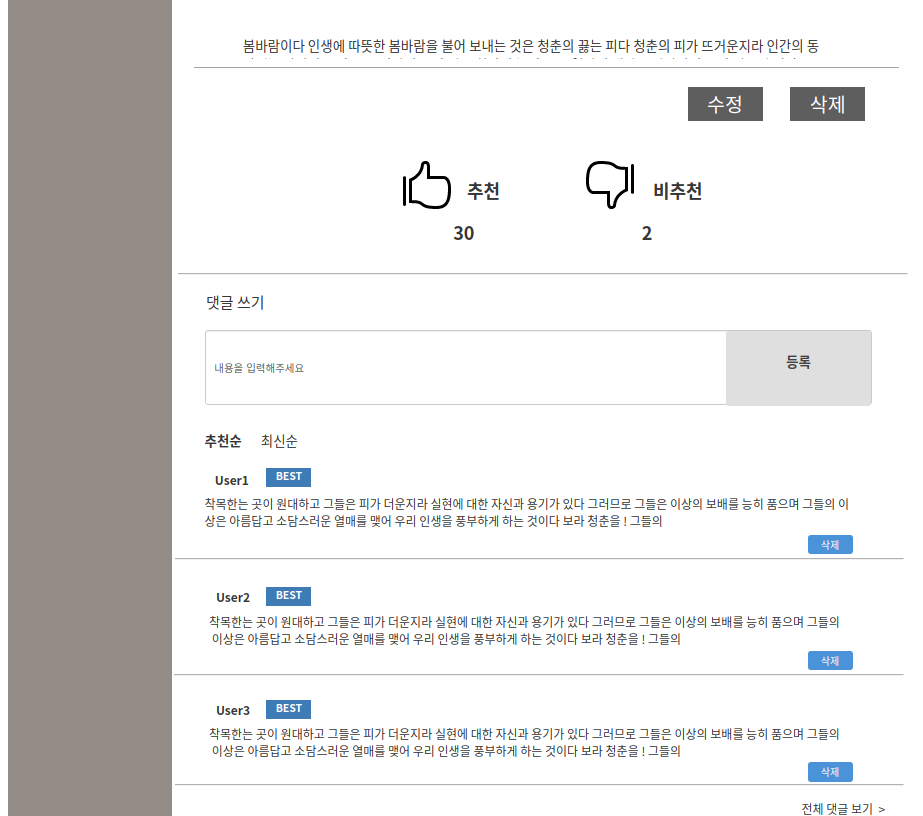 봄바람이다 인생에 따뜻한 봄바람을 불어 보내는 것은 청춘의 끓는 피다 청춘의 피가 뜨거운지라 인간의 동
수정 삭제
추천 비추천
30 2
댓글 쓰기
내용을 입력해주세요
등록
추천순 최신순
User1 BEST
착목한는 곳이 원대하고 그들은 피가 더운지라 실현에 대한 자신과 용기가 있다 그러므로 그들은 이상의 보배를 능히 품으며 그들의 이
상은 아름답고 소담스러운 열매를 맺어 우리 인생을 풍부하게 하는 것이다 보라 청춘을 ! 그들의
삭제
User2 BEST
착목한는 곳이 원대하고 그들은 피가 더운지라 실현에 대한 자신과 용기가 있다 그러므로 그들은 이상의 보배를 능히 품으며 그들의
이상은 아름답고 소담스러운 열매를 맺어 우리 인생을 풍부하게 하는 것이다 보라 청춘을 ! 그들의
삭제
User3 BEST
착목한는 곳이 원대하고 그들은 피가 더운지라 실현에 대한 자신과 용기가 있다 그러므로 그들은 이상의 보배를 능히 품으며 그들의
이상은 아름답고 소담스러운 열매를 맺어 우리 인생을 풍부하게 하는 것이다 보라 청춘을 ! 그들의
삭제
전체 댓글 보기 >